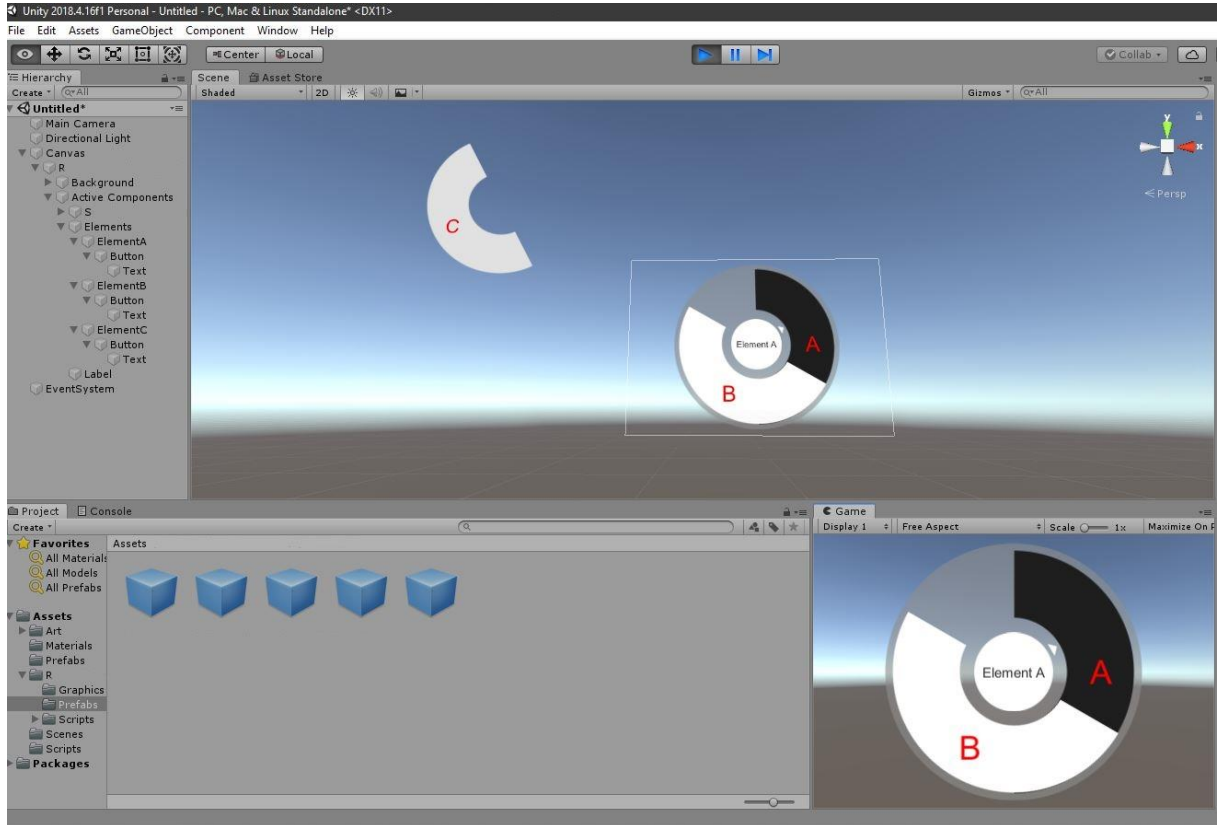 Unity 2018.4.16f1 Personal - Untitled - PC, Mac & Linux Standalone* <DX11>
File Edit Assets GameObject Component Window Help
Center Local Collab
Hierarchy Scene Asset Store
Create All Shaded 2D Gizmos All
Untitled*
Main Camera
Directional Light
Canvas
R
Background
Active Components
S
Elements
ElementA
Button
Text
ElementB
Button
Text
ElementC
Button
Text
Label
EventSystem
y
x
Persp
C
Element A
A
B
Project Console
Create
Favorites
All Materials
All Models
All Prefabs
Assets
Art
Materials
Prefabs
R
Graphics
Prefabs
Scripts
Scenes
Scripts
Packages
Assets
Game
Display 1 Free Aspect Scale 1x Maximize On P
Element A
A
B